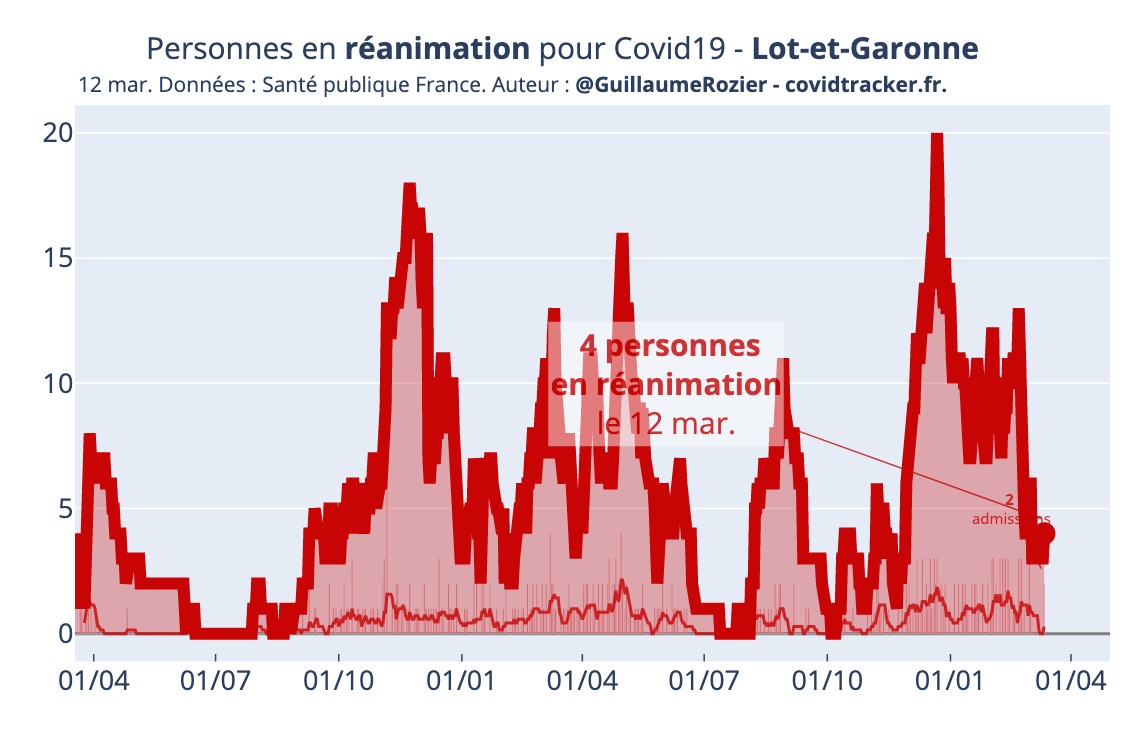 Personnes en réanimation pour Covid19 - Lot-et-Garonne
12 mar. Données : Santé publique France. Auteur : @GuillaumeRozier - covidtracker.fr.
20
15
10
5
0
4 personnes
en réanimation
le 12 mar.
2
admissions
01/04
01/07
01/10
01/01
01/04
01/07
01/10
01/01
01/04